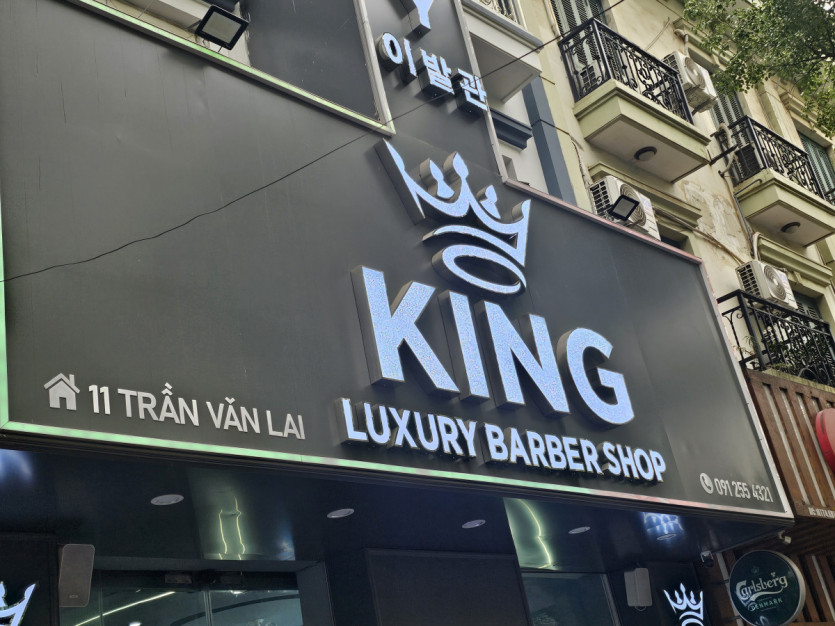 Y
이발관
KING
LUXURY BARBER SHOP
11 TRẦN VĂN LAI
091 255 4321
Carlsberg
DENMARK